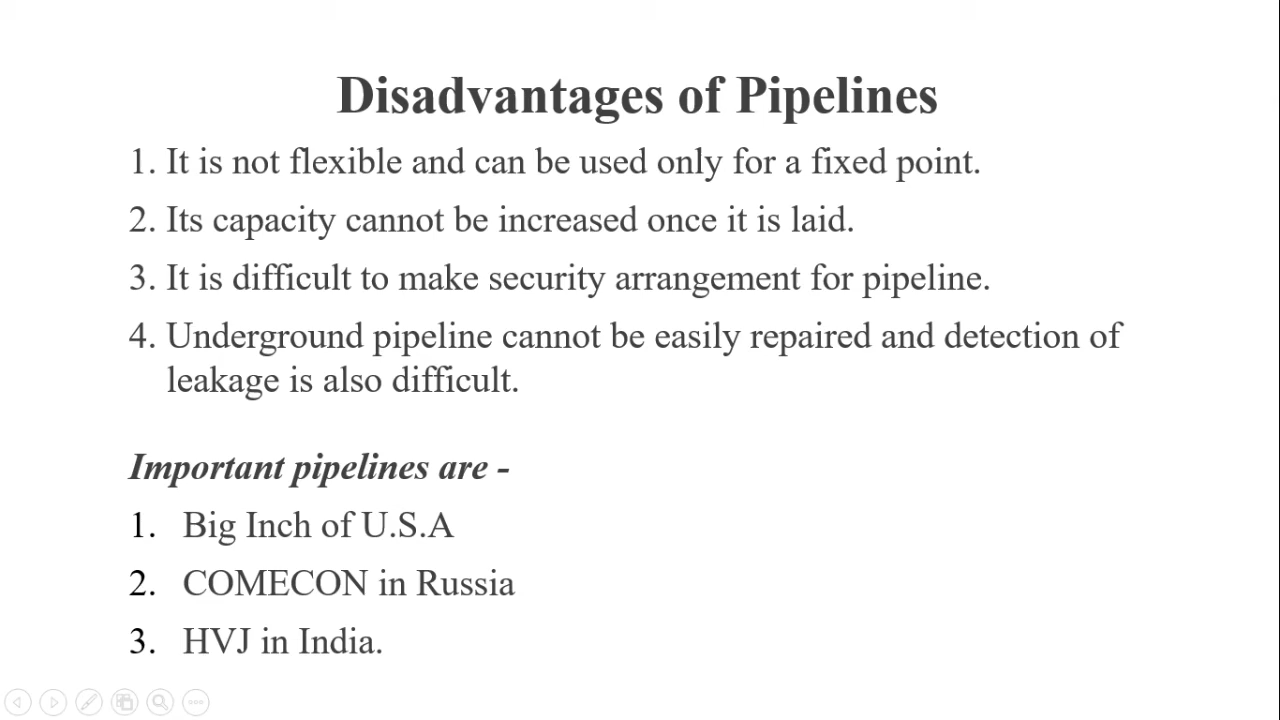 Disadvantages of Pipelines
1. It is not flexible and can be used only for a fixed point.
2. Its capacity cannot be increased once it is laid.
3. It is difficult to make security arrangement for pipeline.
4. Underground pipeline cannot be easily repaired and detection of
leakage is also difficult.
Important pipelines are -
1. Big Inch of U.S.A
2. COMECON in Russia
3. HVJ in India.